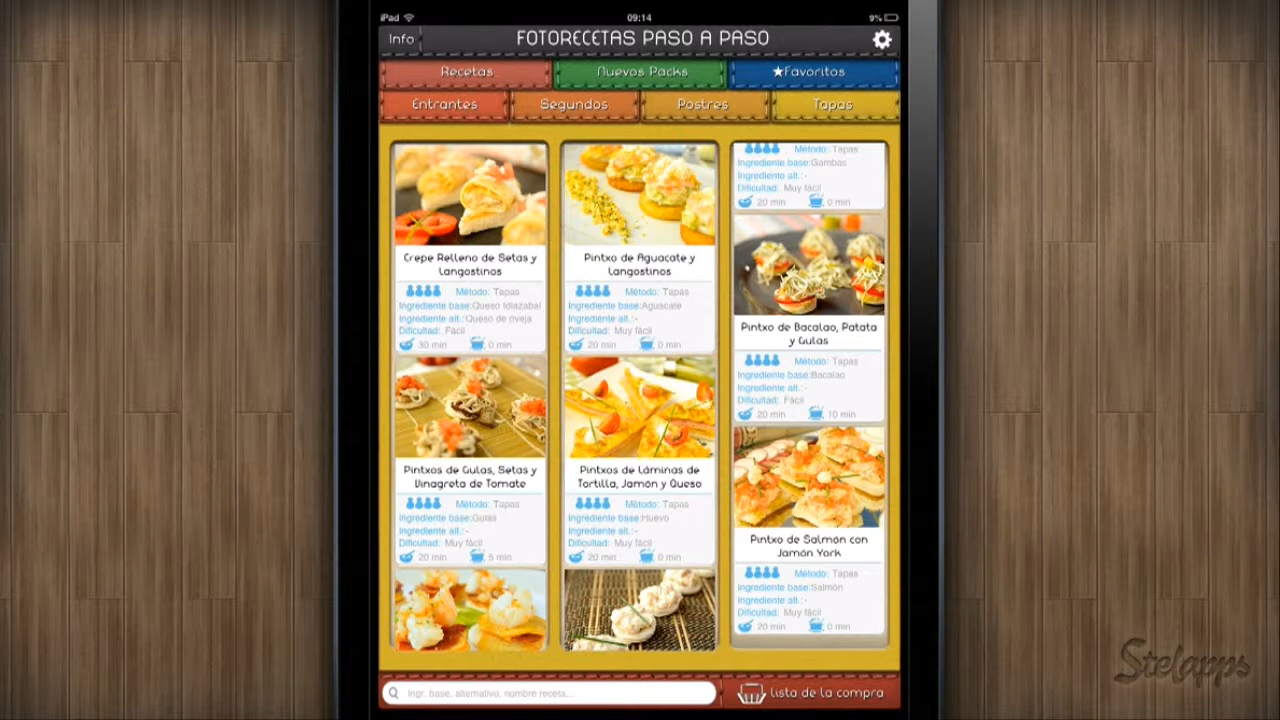 iPad
09:14
9%
Info
FOTORECETAS PASO A PASO
Recetas
Nuevos Packs
★Favoritos
Entrantes
Segundos
Postres
Tapas
Crepe Relleno de Setas y
Langostinos
Método: Tapas
Ingrediente base:Queso Idiazabal
Ingrediente alt.:Queso de oveja
Dificultad: Fácil
30 min
0 min
Pintxos de Gulas, Setas y
Vinagreta de Tomate
Método: Tapas
Ingrediente base:Gulas
Ingrediente alt.:-
Dificultad: Muy fácil
20 min
5 min
Pintxo de Aguacate y
Langostinos
Método: Tapas
Ingrediente base:Aguacate
Ingrediente alt.:-
Dificultad: Muy fácil
20 min
0 min
Pintxos de Láminas de
Tortilla, Jamón y Queso
Método: Tapas
Ingrediente base:Huevo
Ingrediente alt.:-
Dificultad: Muy fácil
20 min
0 min
Método: Tapas
Ingrediente base:Gambas
Ingrediente alt.:-
Dificultad: Muy fácil
20 min
0 min
Pintxo de Bacalao, Patata
y Gulas
Método: Tapas
Ingrediente base:Bacalao
Ingrediente alt.:-
Dificultad: Fácil
20 min
10 min
Pintxo de Salmón con
Jamón York
Método: Tapas
Ingrediente base:Salmón
Ingrediente alt.:-
Dificultad: Muy fácil
20 min
0 min
Ingr. base, alternativo, nombre receta...
lista de la compra
Stelapps